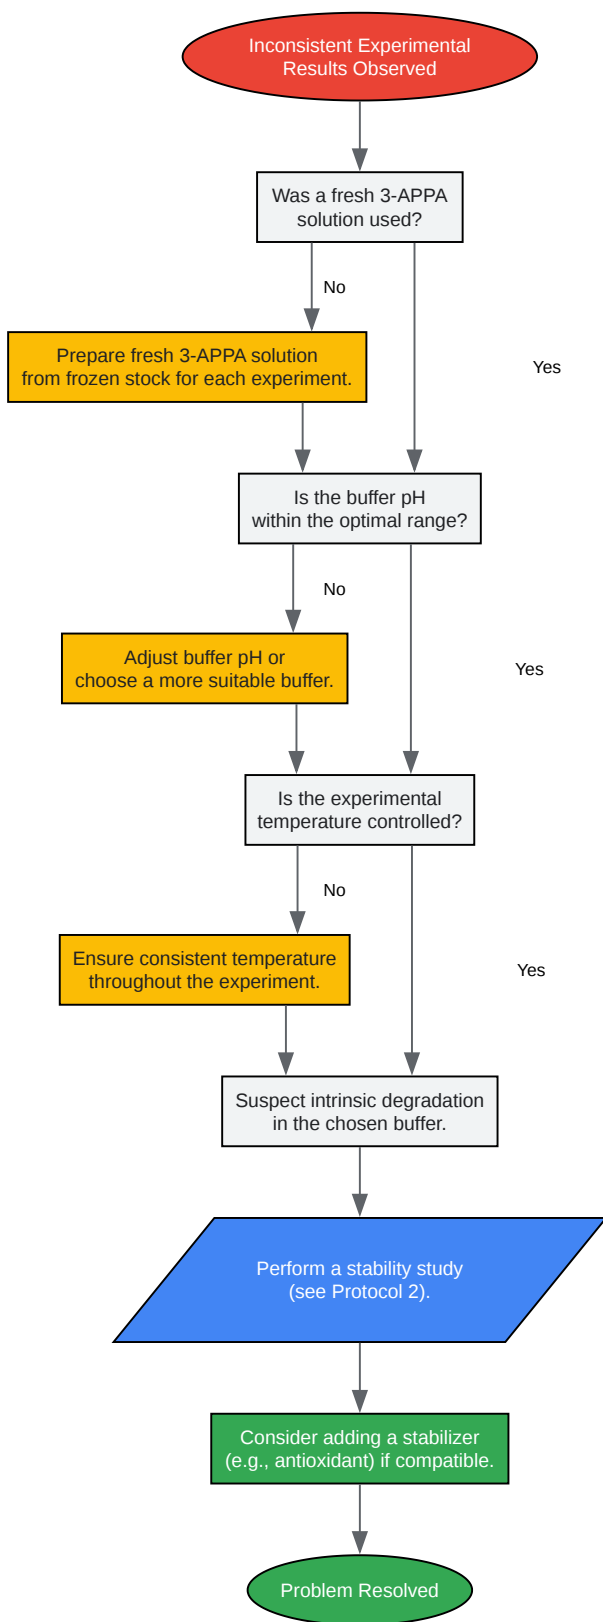 Inconsistent Experimental
Results Observed
Was a fresh 3-APPA
solution used?
No
Prepare fresh 3-APPA solution
from frozen stock for each experiment.
Yes
Is the buffer pH
within the optimal range?
No
Adjust buffer pH or
choose a more suitable buffer.
Yes
Is the experimental
temperature controlled?
No
Ensure consistent temperature
throughout the experiment.
Yes
Suspect intrinsic degradation
in the chosen buffer.
Perform a stability study
(see Protocol 2).
Consider adding a stabilizer
(e.g., antioxidant) if compatible.
Problem Resolved